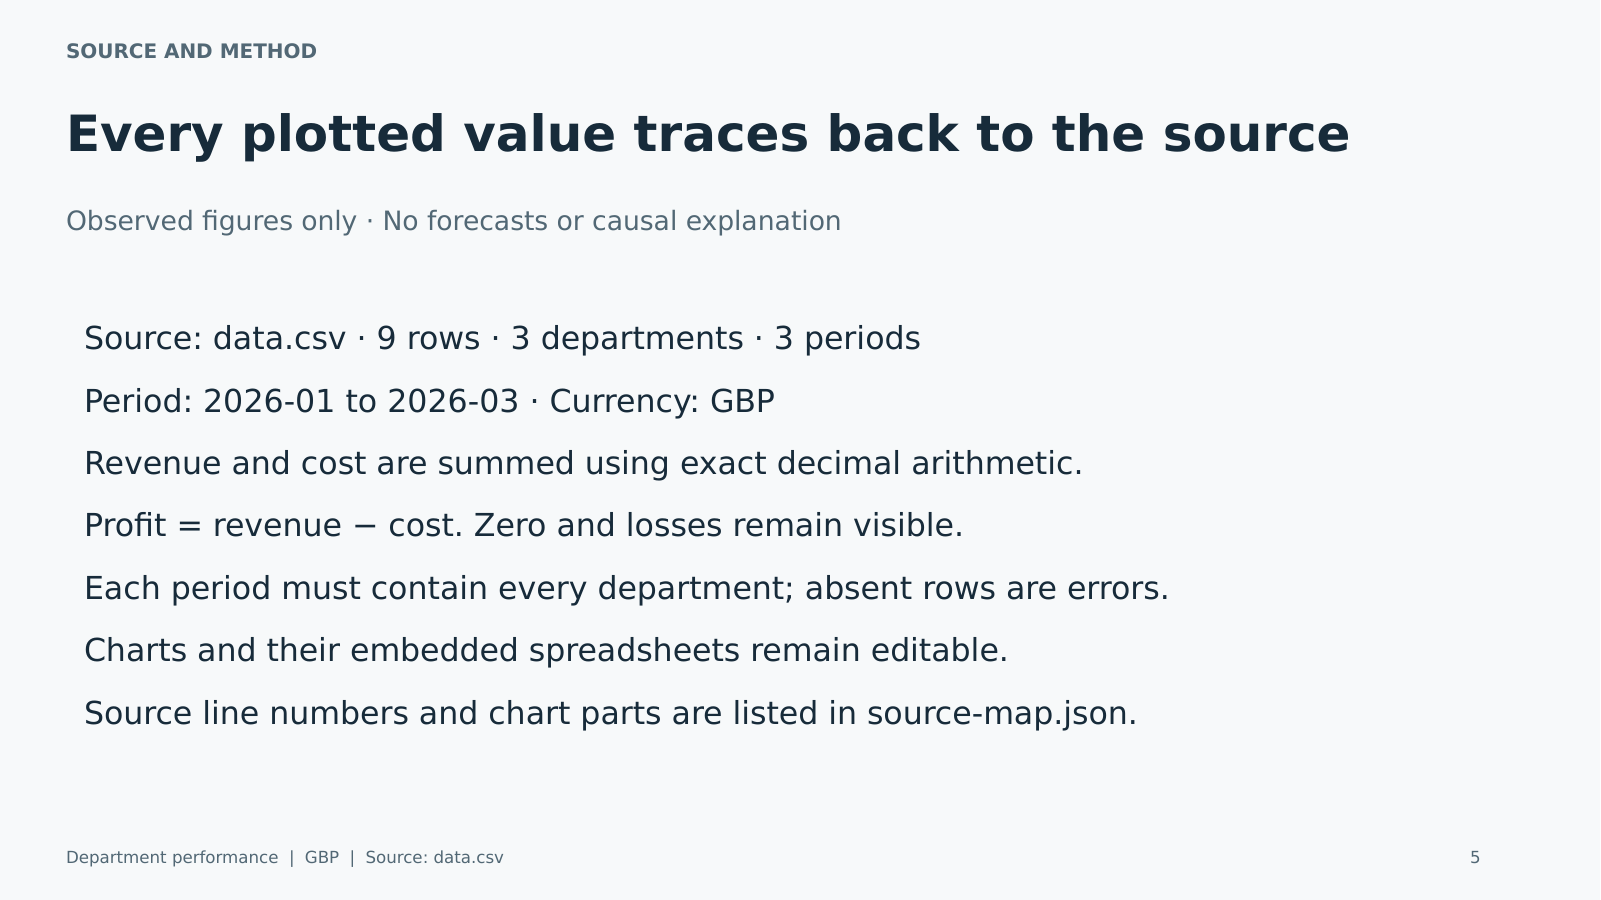 SOURCE AND METHOD
Every plotted value traces back to the source
Observed figures only · No forecasts or causal explanation
Source: data.csv · 9 rows · 3 departments · 3 periods
Period: 2026-01 to 2026-03 · Currency: GBP
Revenue and cost are summed using exact decimal arithmetic.
Profit = revenue − cost. Zero and losses remain visible.
Each period must contain every department; absent rows are errors.
Charts and their embedded spreadsheets remain editable.
Source line numbers and chart parts are listed in source-map.json.
Department performance | GBP | Source: data.csv
5